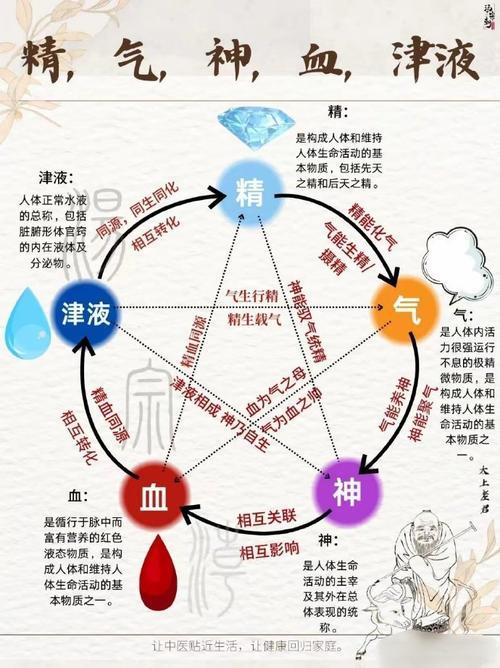 精，气，神，血，津液
精：
是构成人体和维持
人体生命活动的基
本物质，包括先天
之精和后天之精。
津液：
人体正常水液
的总称，包括
脏腑形体官窍
的内在液体及
分泌物。
精
同源，同生同化
相互转化
精能化气
气能生精/
摄精
气生行精
精生载气
神能驭气统精
精血同源
津液
气
气：
是人体内活
力很强运行
不息的极精
微物质，是
构成人体和
维持人体生
命活动的基
本物质之一
。
血为气之母
气为血之帅
津液相成 神乃自生
精血同源
相互转化
气能养神
神能聚气
太上老君
血
神
相互关联
相互影响
血：
是循行于脉中而
富有营养的红色
液态物质，是构
成人体和维持人
体生命活动的基
本物质之一。
神：
是人体生命
活动的主宰
及其外在总
体表现的统
称。
让中医贴近生活，让健康回归家庭。